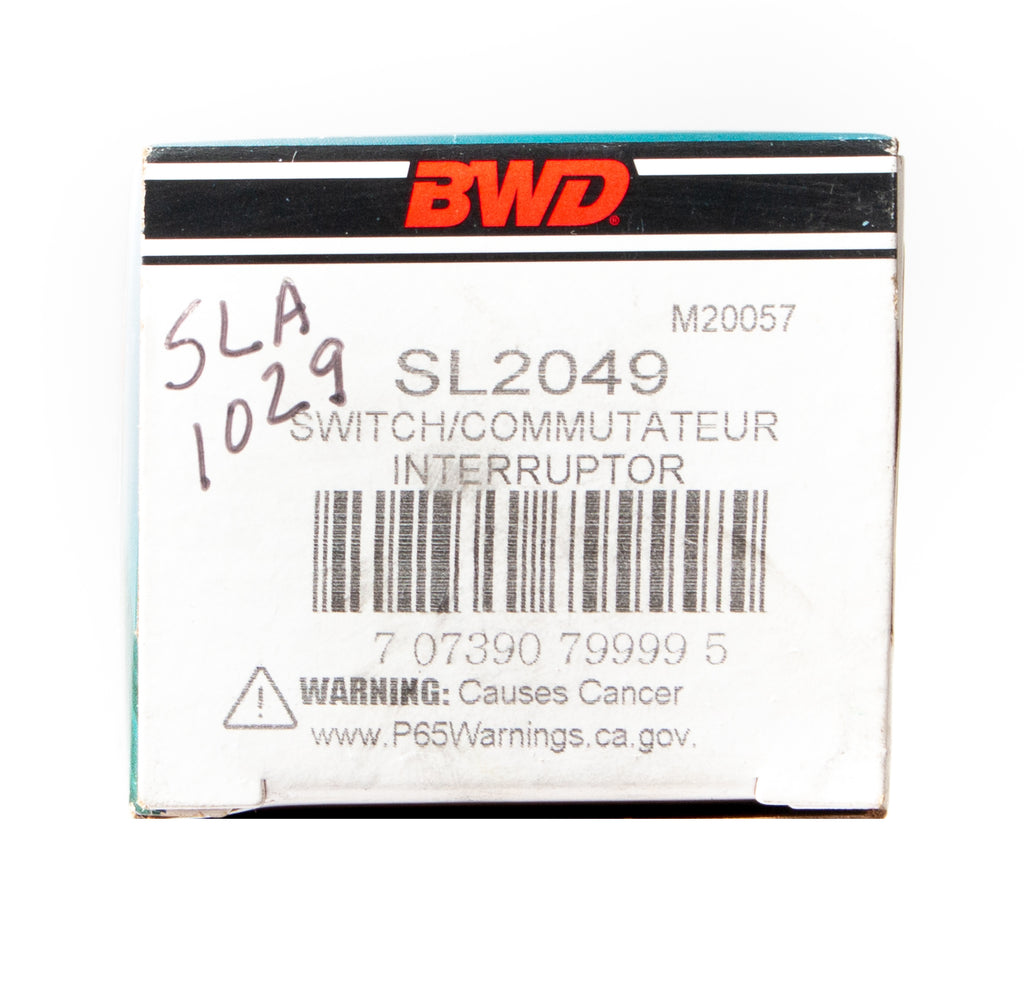 BWD®
SLA
1029
M20057
SL2049
SWITCH/COMMUTATEUR
INTERRUPTOR
7 07390 79999 5
WARNING: Causes Cancer
www.P65Warnings.ca.gov.